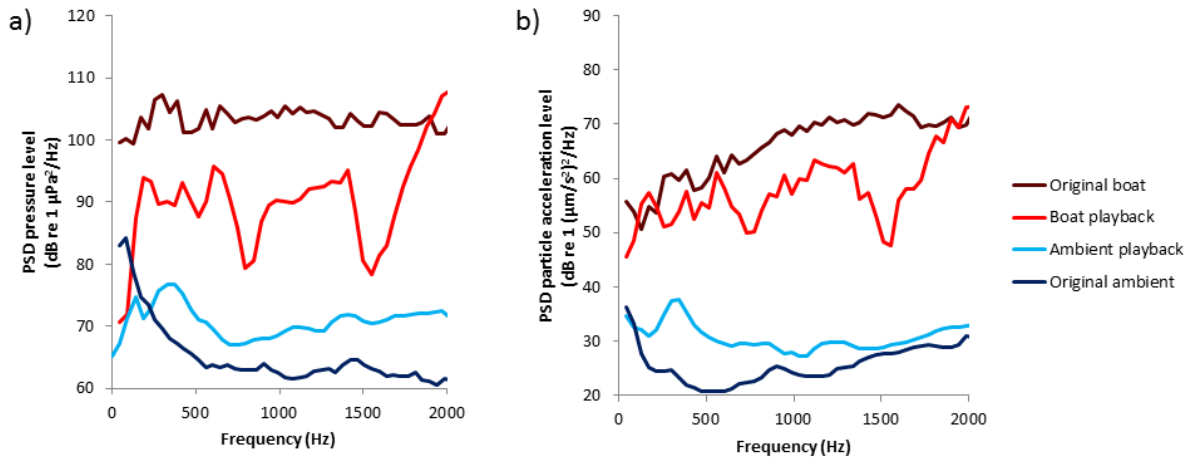 a)
120
110
100
90
80
70
60
PSD pressure level
(dB re 1 μPa²/Hz)
0
500
1000
1500
2000
Frequency (Hz)
b)
90
80
70
60
50
40
30
20
PSD particle acceleration level
(dB re 1 (μm/s²)²/Hz)
0
500
1000
1500
2000
Frequency (Hz)
Original boat
Boat playback
Ambient playback
Original ambient